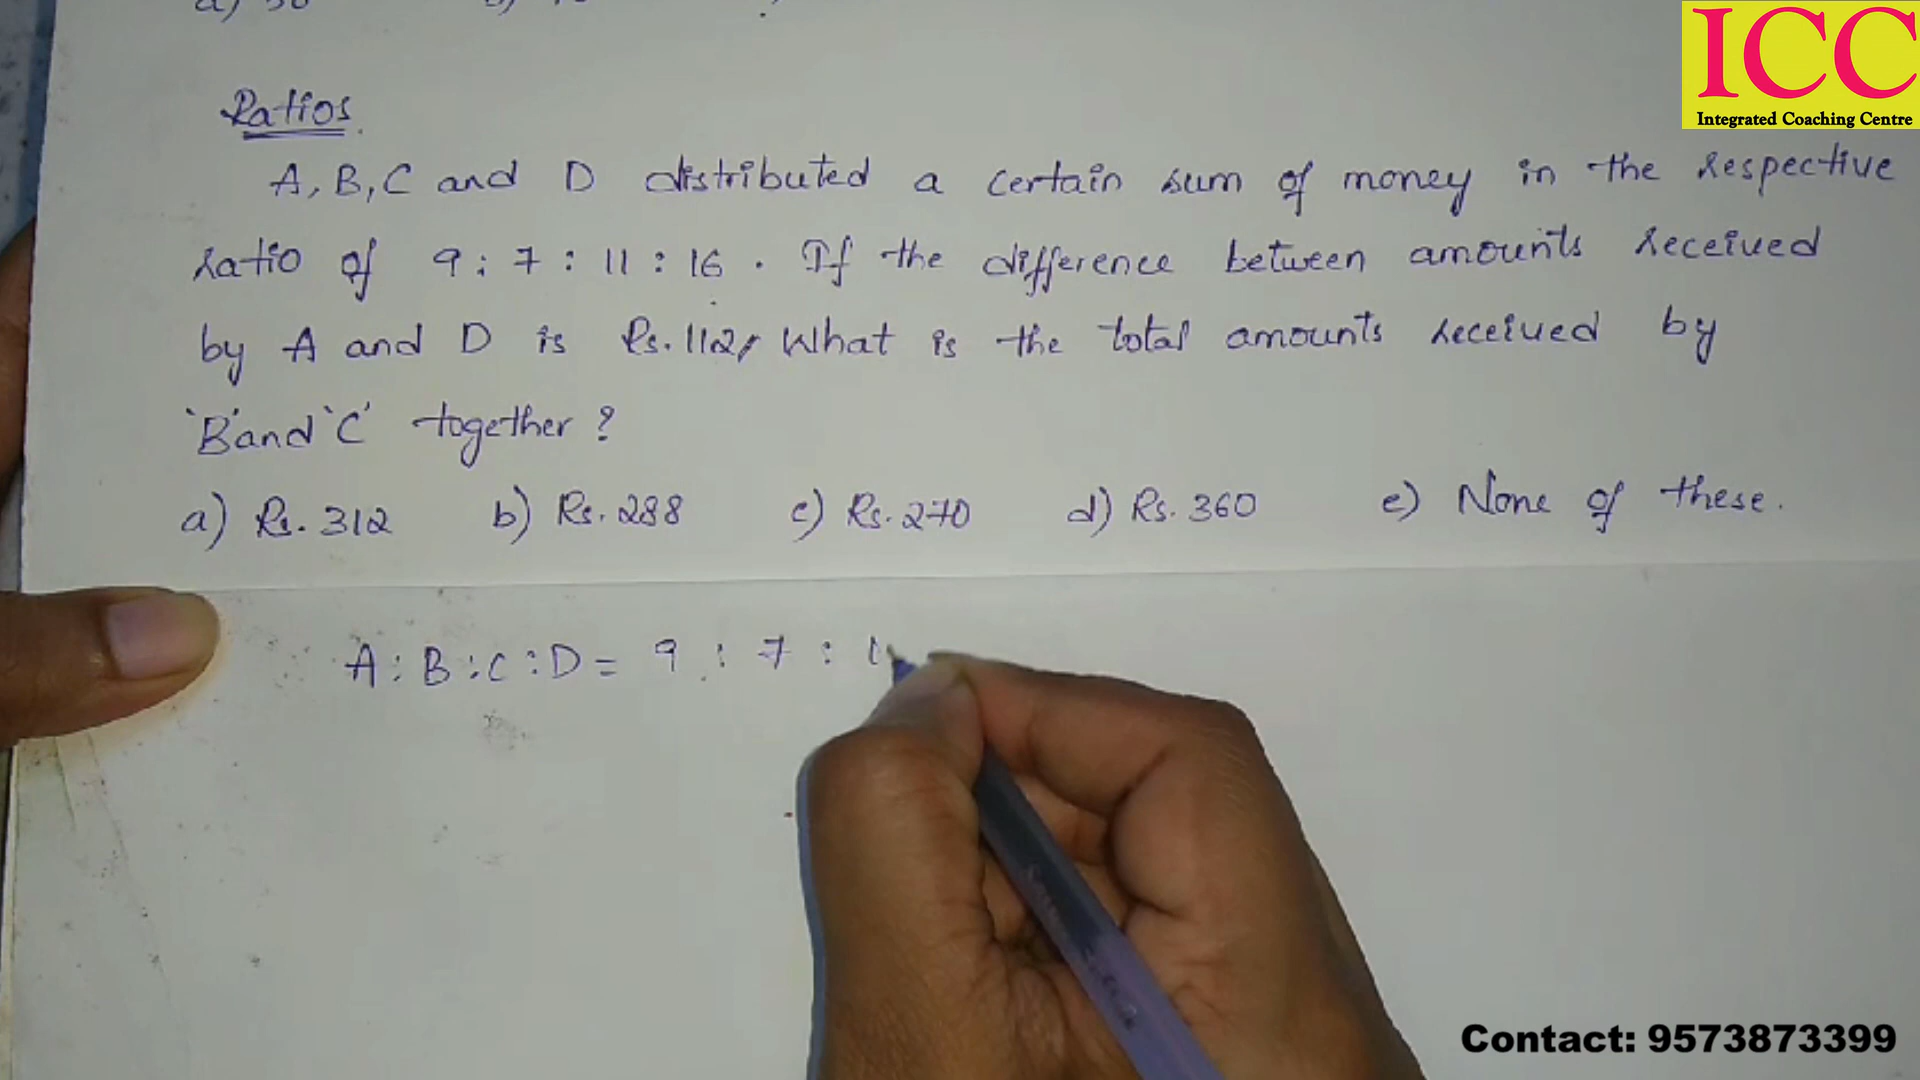 ICC
Integrated Coaching Centre
Ratios.
A, B, C and D distributed a certain sum of money in the respective
ratio of 9 : 7 : 11 : 16 . If the difference between amounts received
by A and D is Rs. 112, What is the total amounts received by
'B' and 'C' together ?
a) Rs. 312 b) Rs. 288 c) Rs. 270 d) Rs. 360 e) None of these.
A : B : C : D = 9 : 7 : 1
Contact: 9573873399